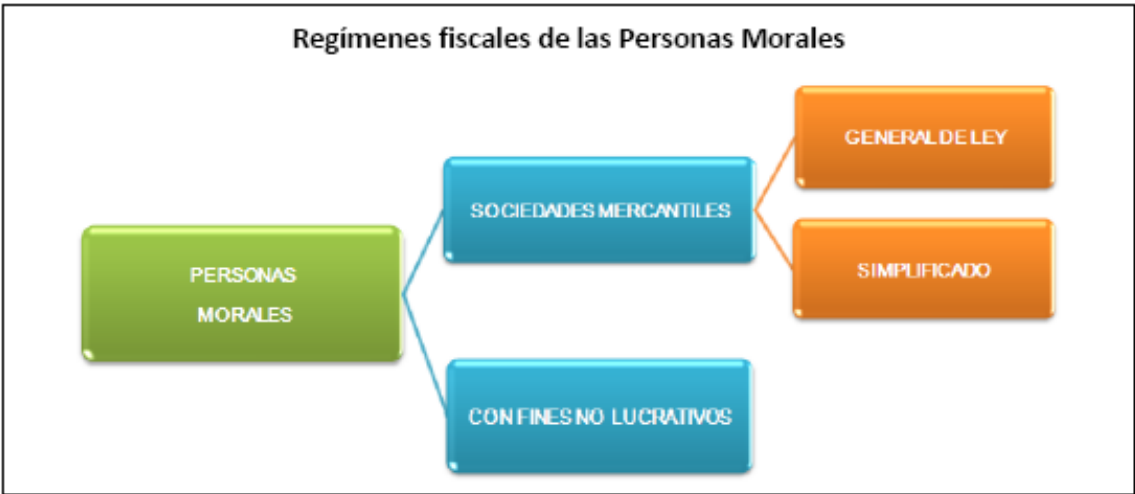 Regímenes fiscales de las Personas Morales
GENERAL DE LEY
SOCIEDADES MERCANTILES
SIMPLIFICADO
PERSONAS
MORALES
CON FINES NO LUCRATIVOS